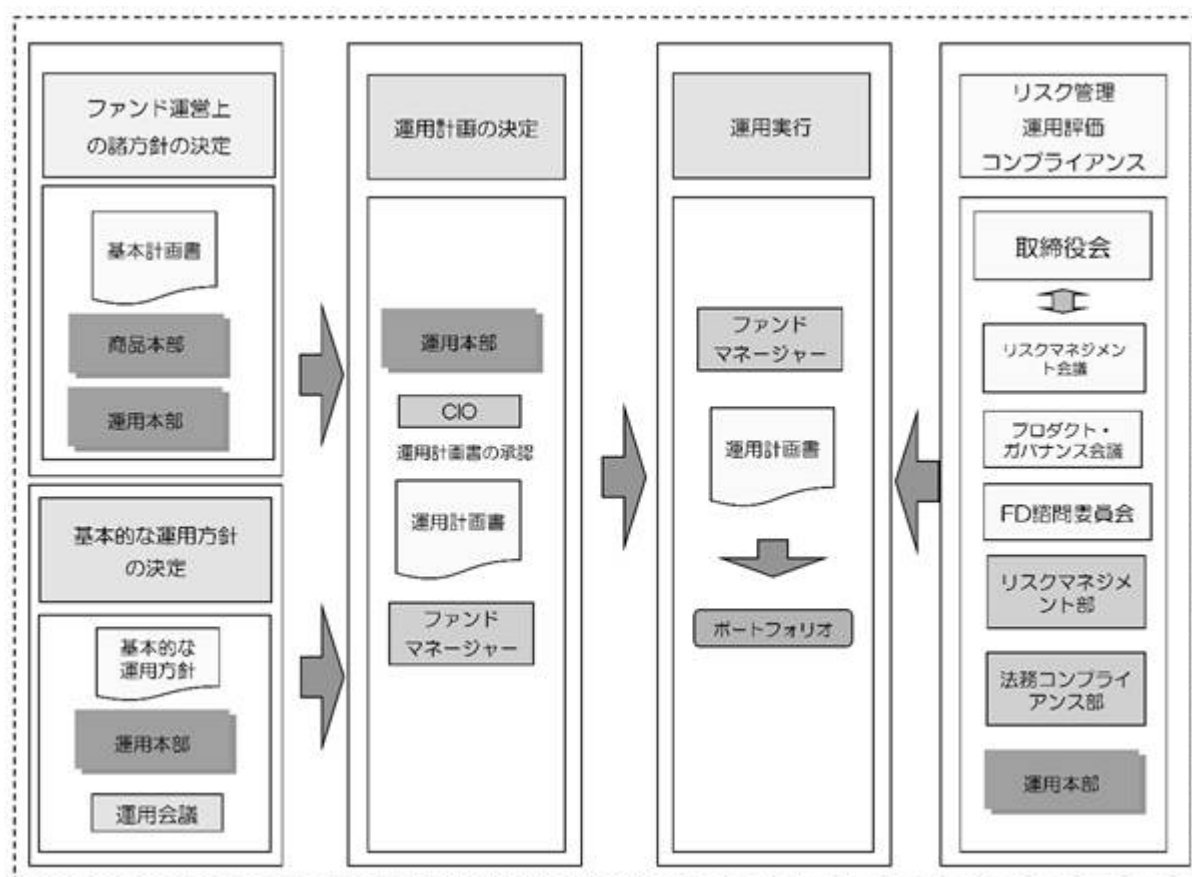 ファンド運営上
の諸方針の決定
基本計画書
商品本部
運用本部
基本的な運用方針
の決定
基本的な
運用方針
運用本部
運用会議
運用計画の決定
運用本部
CIO
運用計画書の承認
運用計画書
ファンド
マネージャー
運用実行
ファンド
マネージャー
運用計画書
ポートフォリオ
リスク管理
運用評価
コンプライアンス
取締役会
リスクマネジメン
ト会議
プロダクト・
ガバナンス会議
FD諮問委員会
リスクマネジメ
ント部
法務コンプライ
アンス部
運用本部